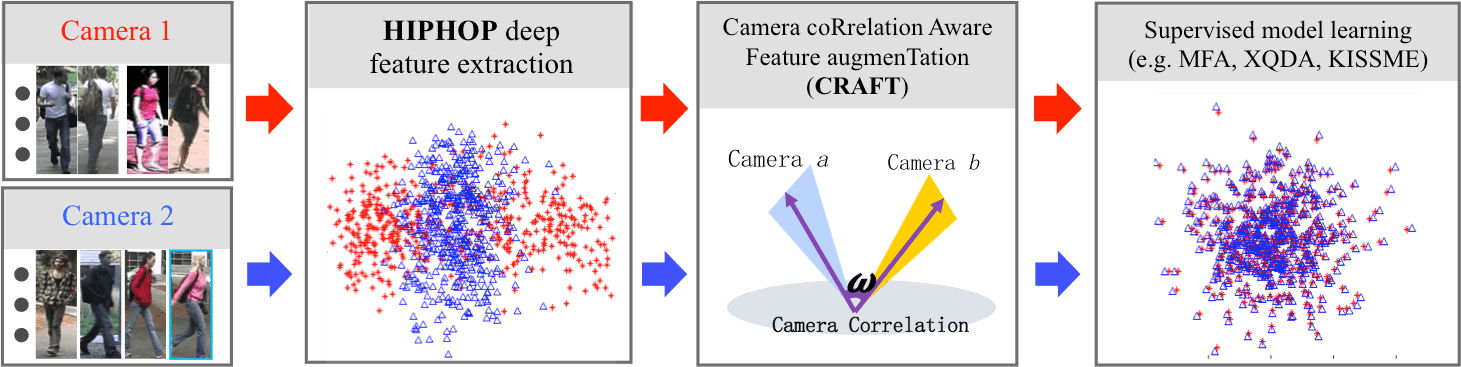 Camera 1
Camera 2
HIPHOP deep
feature extraction
Camera coRrelation Aware
Feature augmenTation
(CRAFT)
Camera a
Camera b
ω
Camera Correlation
Supervised model learning
(e.g. MFA, XQDA, KISSME)